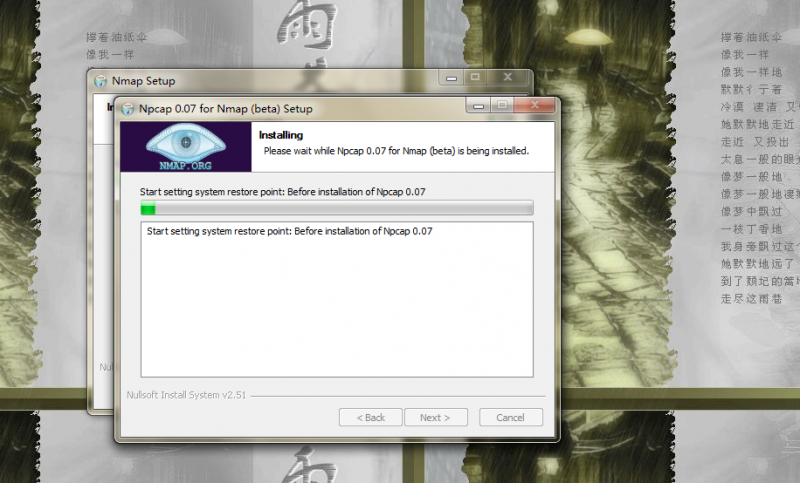 撑着油纸伞
像我一样
雨
Nmap Setup
Npcap 0.07 for Nmap (beta) Setup
NMAP.ORG
Installing
Please wait while Npcap 0.07 for Nmap (beta) is being installed.
Start setting system restore point: Before installation of Npcap 0.07
Start setting system restore point: Before installation of Npcap 0.07
Nullsoft Install System v2.51
< Back
Next >
Cancel
Nul
撑着油纸伞
像我一样
像我一样地
默默彳亍着
冷漠 凄清 又
她默默地走近
走近 又投出
太息一般的眼
像梦一般地
像梦一般地凄
像梦中飘过
一枝丁香地
我身旁飘过这
她默默地远了
到了颓圮的篱
走尽这雨巷
雨